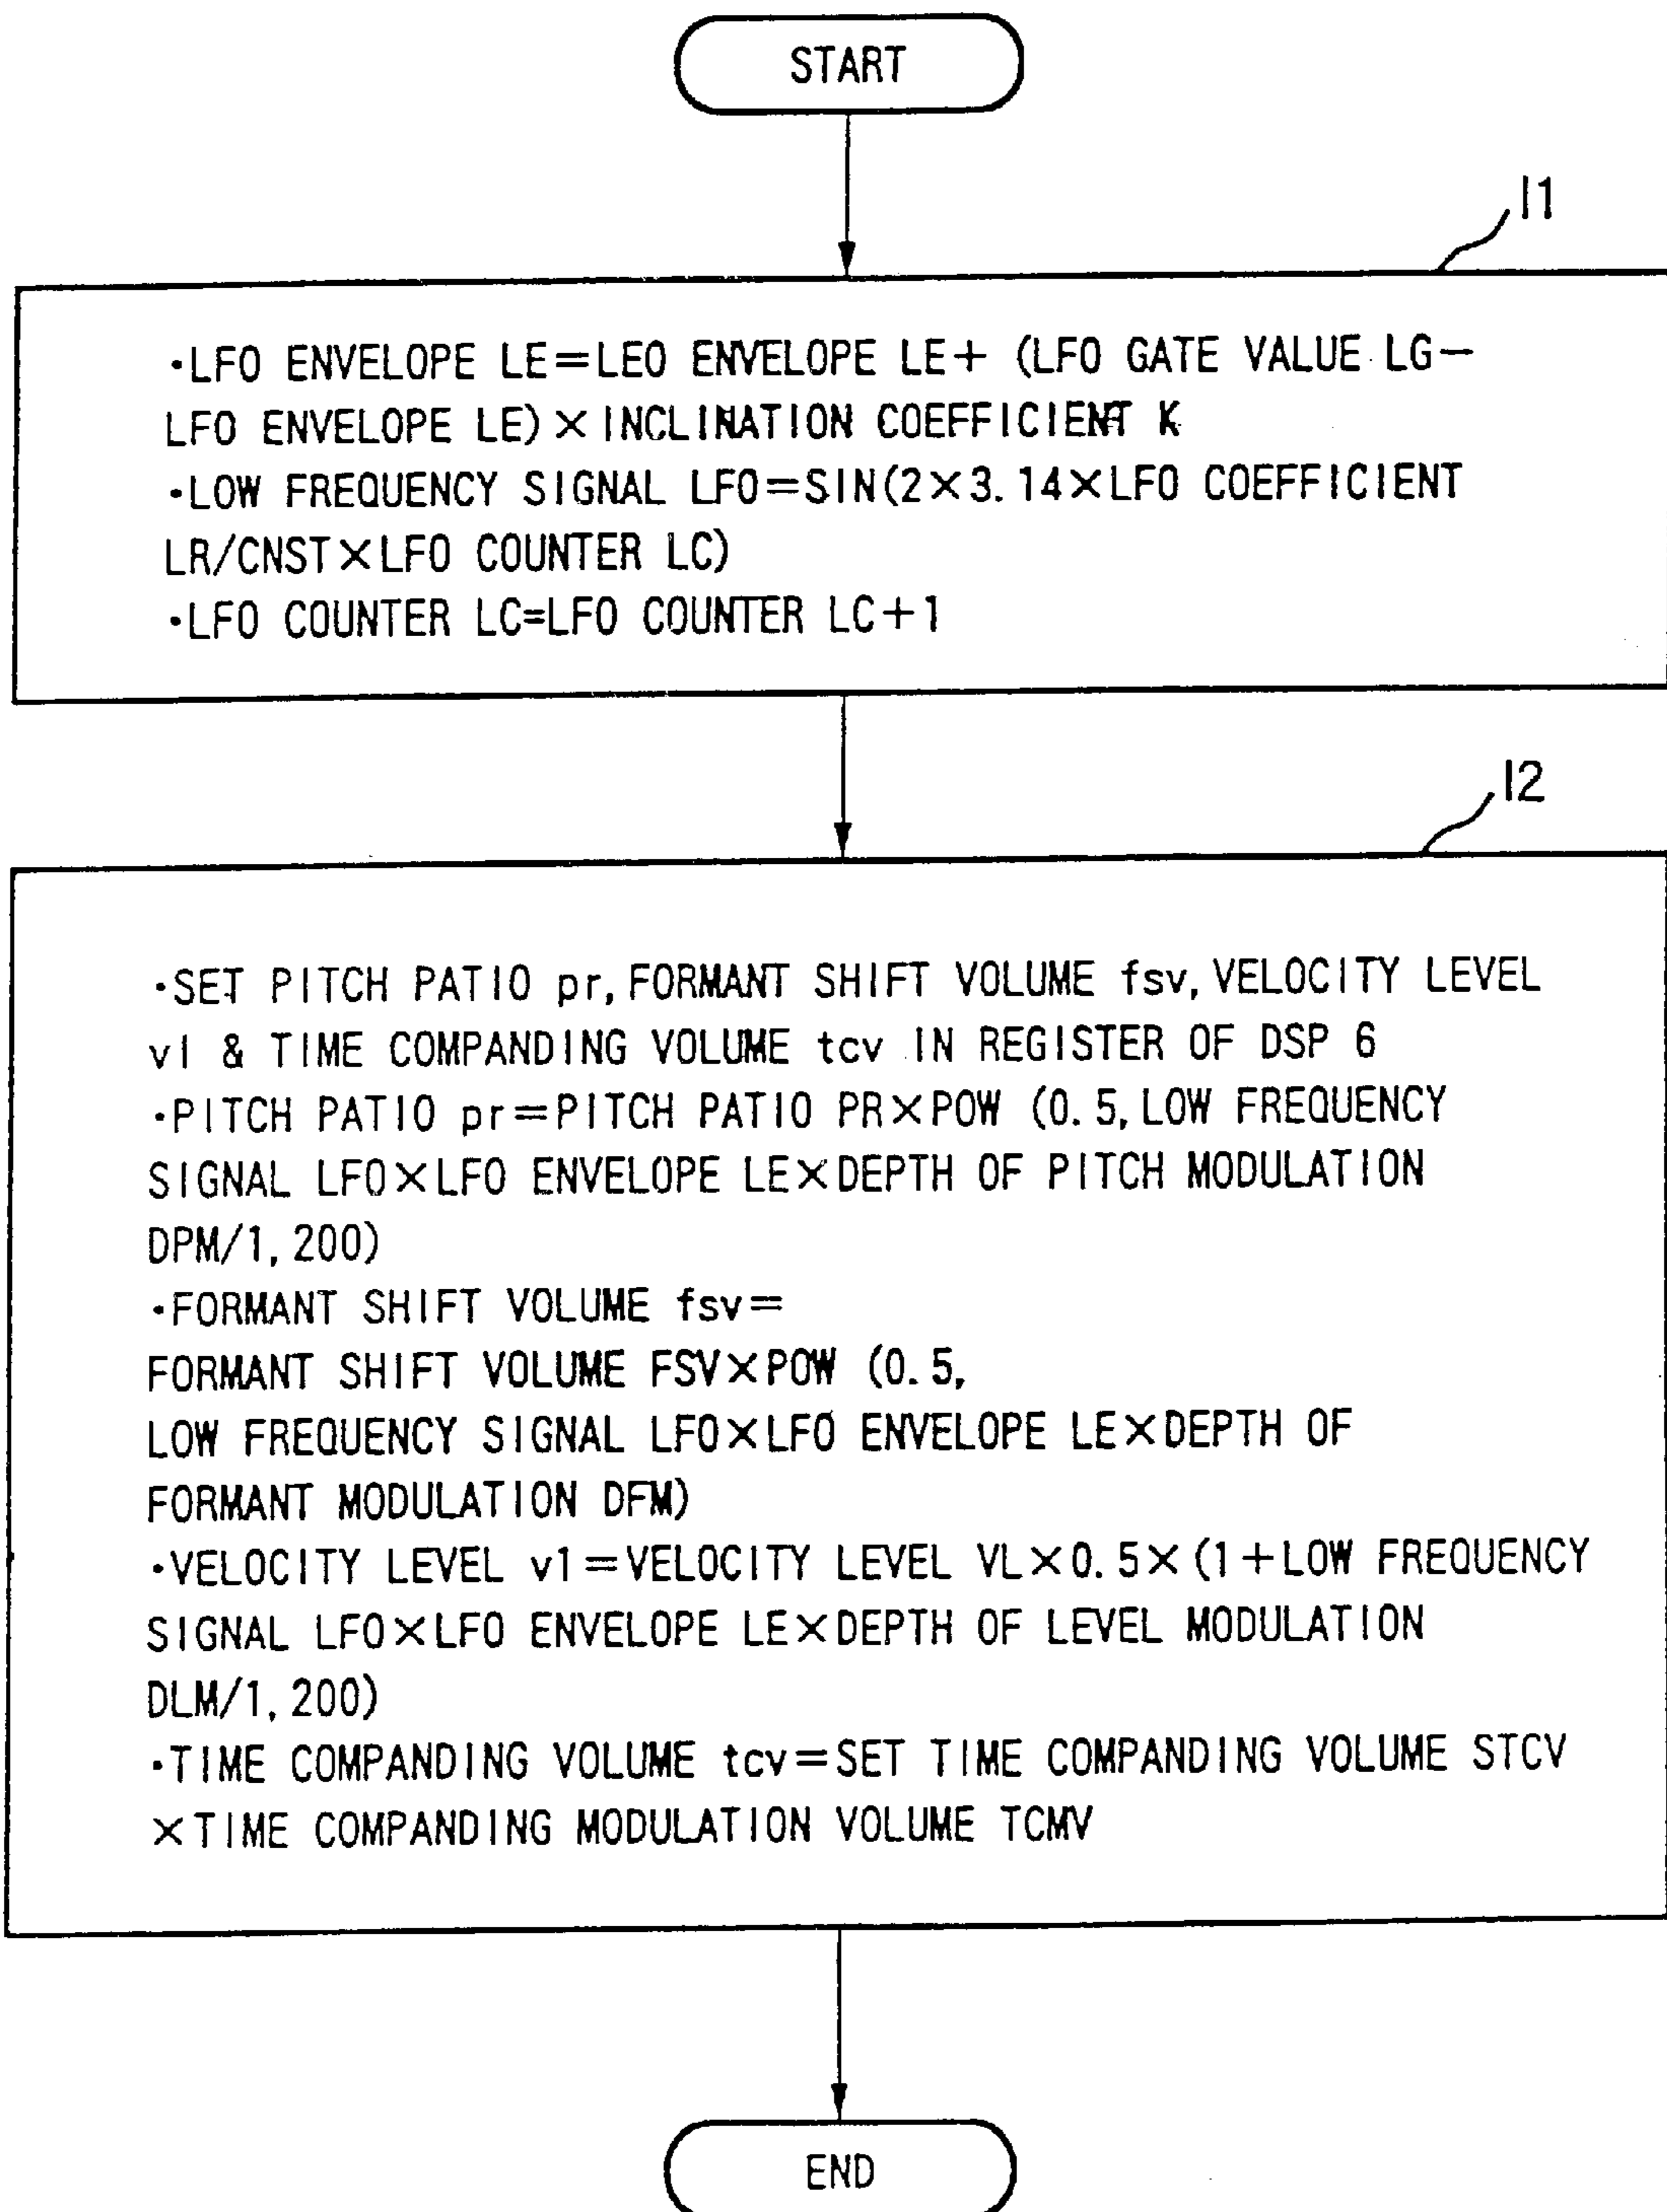 START
I1
·LFO ENVELOPE LE=LEO ENVELOPE LE+ (LFO GATE VALUE LG−
LFO ENVELOPE LE)×INCLINATION COEFFICIENT K
·LOW FREQUENCY SIGNAL LFO=SIN(2×3.14×LFO COEFFICIENT
LR/CNST×LFO COUNTER LC)
·LFO COUNTER LC=LFO COUNTER LC+1
I2
·SET PITCH PATIO pr, FORMANT SHIFT VOLUME fsv, VELOCITY LEVEL
vl & TIME COMPANDING VOLUME tcv IN REGISTER OF DSP 6
·PITCH PATIO pr=PITCH PATIO PR×POW (0.5, LOW FREQUENCY
SIGNAL LFO×LFO ENVELOPE LE×DEPTH OF PITCH MODULATION
DPM/1,200)
·FORMANT SHIFT VOLUME fsv=
FORMANT SHIFT VOLUME FSV×POW (0.5,
LOW FREQUENCY SIGNAL LFO×LFO ENVELOPE LE×DEPTH OF
FORMANT MODULATION DFM)
·VELOCITY LEVEL v1=VELOCITY LEVEL VL×0.5×(1+LOW FREQUENCY
SIGNAL LFO×LFO ENVELOPE LE×DEPTH OF LEVEL MODULATION
DLM/1,200)
·TIME COMPANDING VOLUME tcv=SET TIME COMPANDING VOLUME STCV
×TIME COMPANDING MODULATION VOLUME TCMV
END